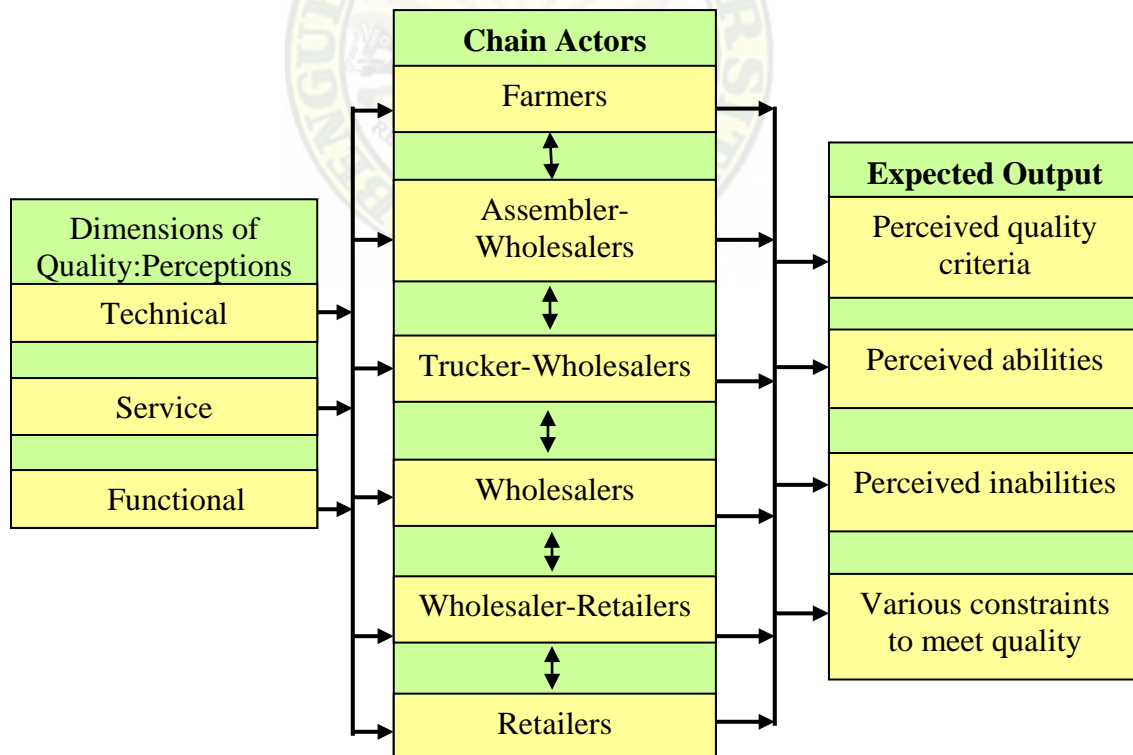 Dimensions of
Quality:Perceptions
Technical
Service
Functional
Chain Actors
Farmers
Assembler-
Wholesalers
Trucker-Wholesalers
Wholesalers
Wholesaler-Retailers
Retailers
Expected Output
Perceived quality
criteria
Perceived abilities
Perceived inabilities
Various constraints
to meet quality